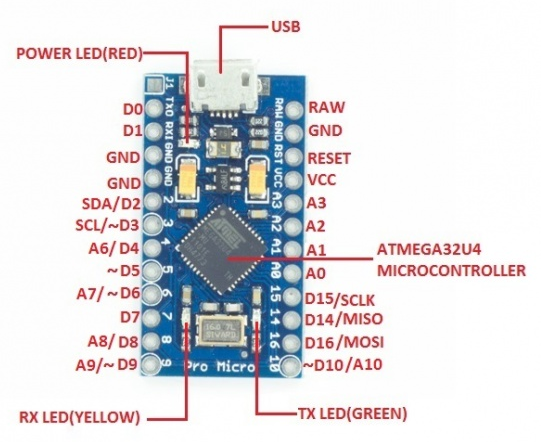 USB
POWER LED(RED)
J1
D0
TXO
RAW
RAW
D1
RXI
GND
GND
GND
GND
RST
RESET
GND
GND
VCC
VCC
SDA/D2
2
A3
A3
SCL/~D3
3
A2
A2
A6/D4
4
A1
A1
ATMEGA32U4
MICROCONTROLLER
~D5
5
A0
A0
A7/~D6
6
15
D15/SCLK
D7
7
14
D14/MISO
A8/D8
8
16
D16/MOSI
A9/~D9
9
10
~D10/A10
Pro Micro
RX LED(YELLOW)
TX LED(GREEN)